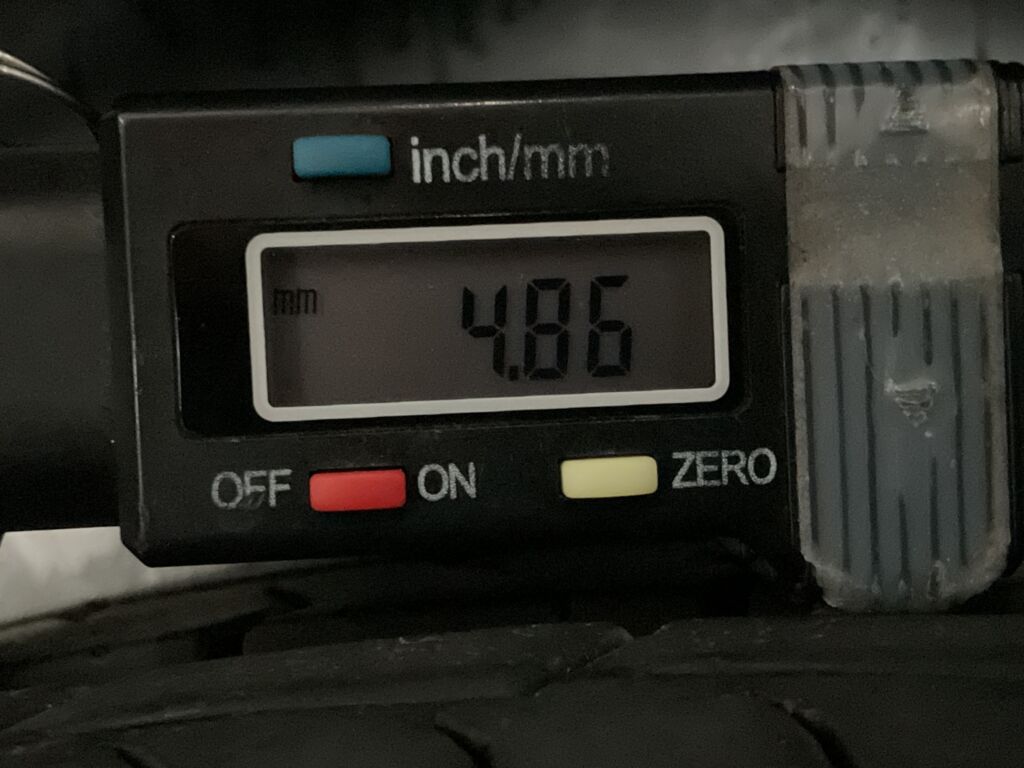 inch/mm
mm 4.86
OFF ON ZERO